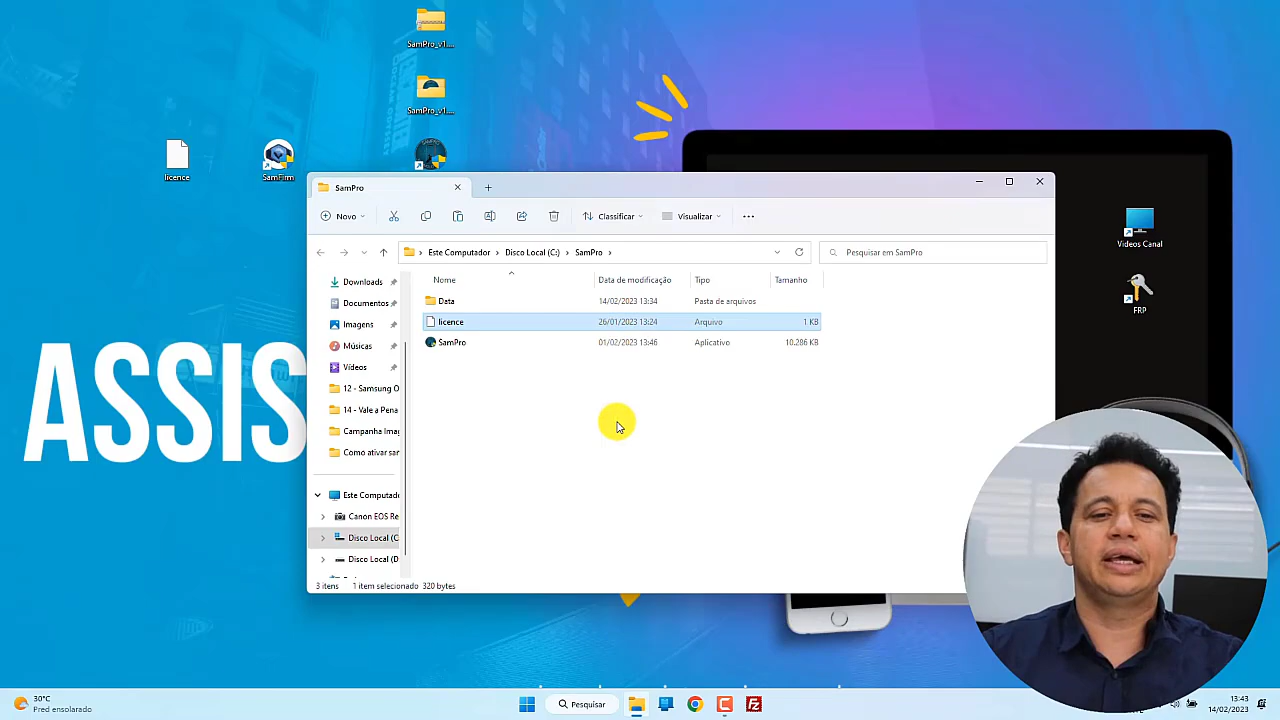 SamPro_v1....
SamPro_v1....
licence
SamFirm
SamPro
Novo
Classificar
Visualizar
Este Computador
Disco Local (C:)
SamPro
Pesquisar em SamPro
Nome
Data de modificação
Tipo
Tamanho
Data
14/02/2023 13:34
Pasta de arquivos
licence
26/01/2023 13:24
Arquivo
1 KB
SamPro
01/02/2023 13:46
Aplicativo
10.286 KB
Downloads
Documentos
Imagens
Músicas
Vídeos
12 - Samsung O
14 - Vale a Pena
Campanha Imag
Como ativar sar
Este Computad
Canon EOS Re
Disco Local (C
Disco Local (D
3 itens
1 item selecionado 320 bytes
Videos Canal
FRP
ASSIS
30°C
Pred ensolarado
Pesquisar
13:43
14/02/2023